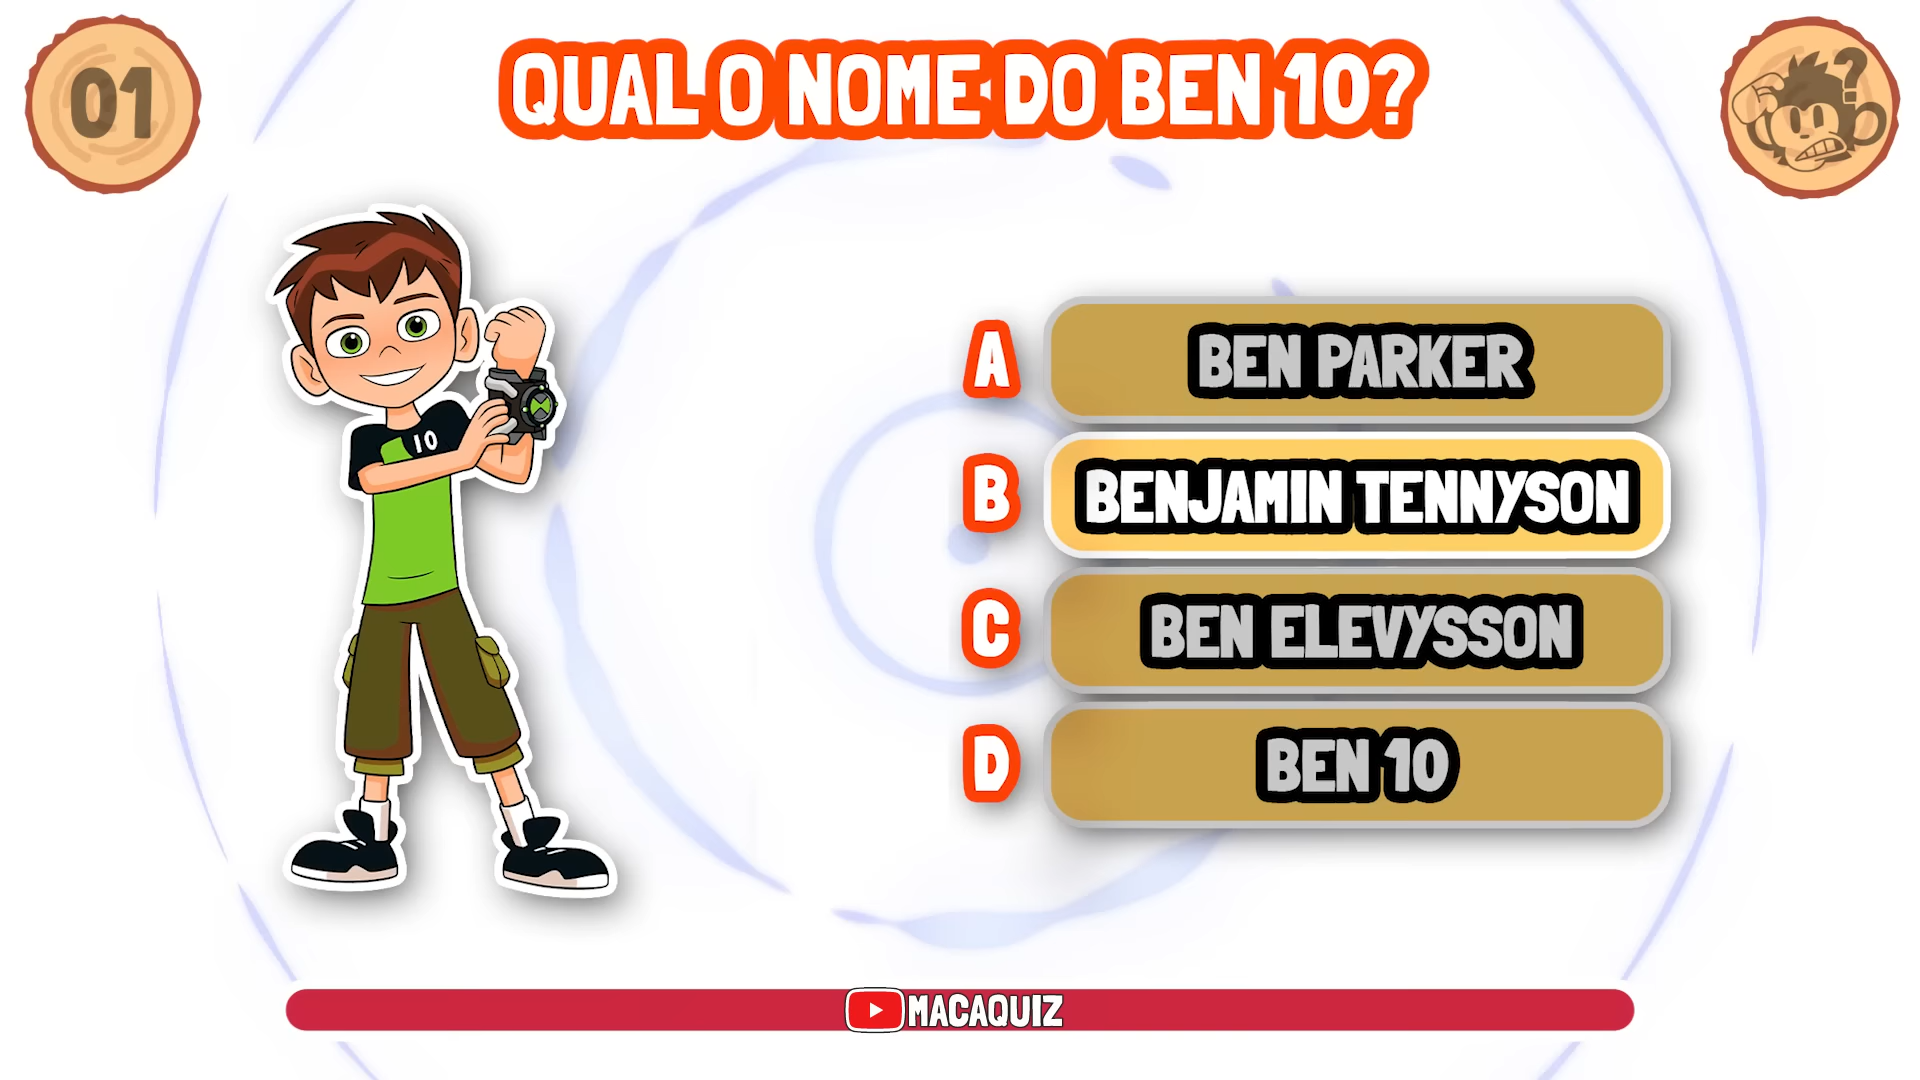 01
QUAL O NOME DO BEN 10?
?
10
A BEN PARKER
B BENJAMIN TENNYSON
C BEN ELEVYSSON
D BEN 10
MACAQUIZ